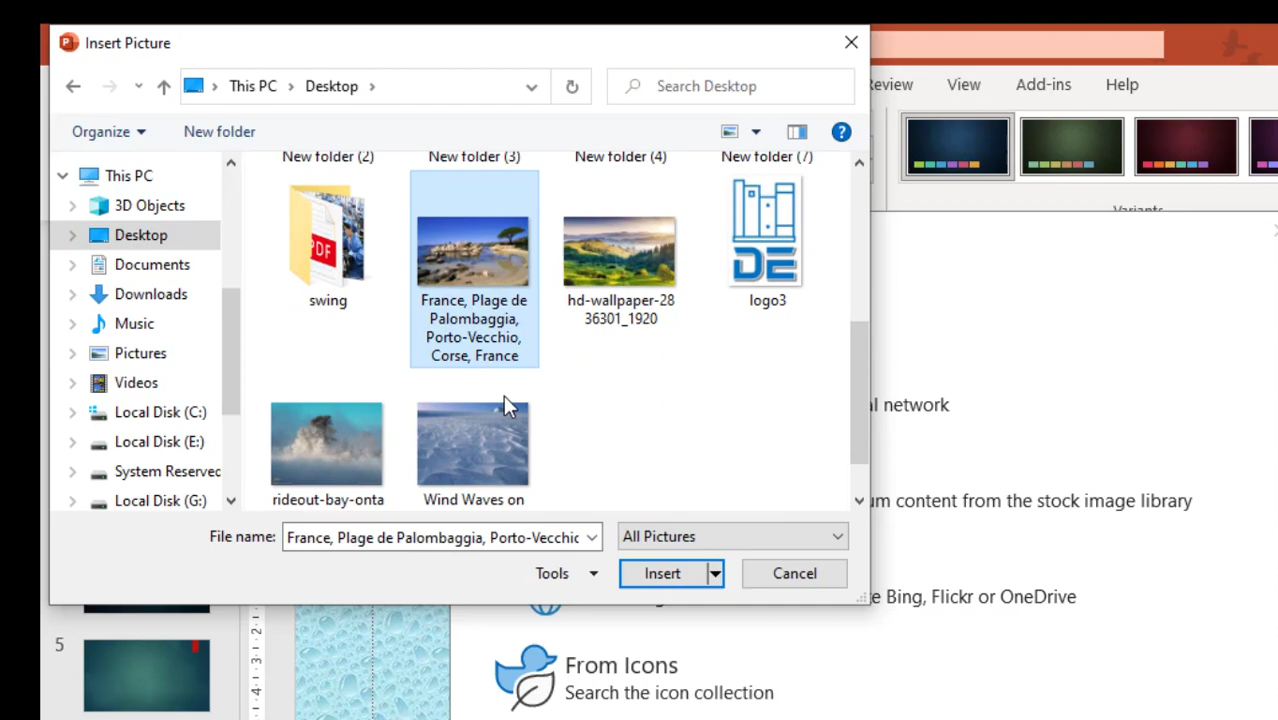 Insert Picture
This PC
Desktop
Search Desktop
Review
View
Add-ins
Help
Organize
New folder
New folder (2)
New folder (3)
New folder (4)
New folder (7)
Variants
This PC
3D Objects
Desktop
Documents
Downloads
Music
Pictures
Videos
Local Disk (C:)
Local Disk (E:)
System Reserved
Local Disk (G:)
PDF
swing
France, Plage de
Palombaggia,
Porto-Vecchio,
Corse, France
hd-wallpaper-28
36301_1920
DE
logo3
rideout-bay-onta
Wind Waves on
al network
um content from the stock image library
File name:
France, Plage de Palombaggia, Porto-Vecchio
All Pictures
Tools
Insert
Cancel
e Bing, Flickr or OneDrive
5
From Icons
Search the icon collection